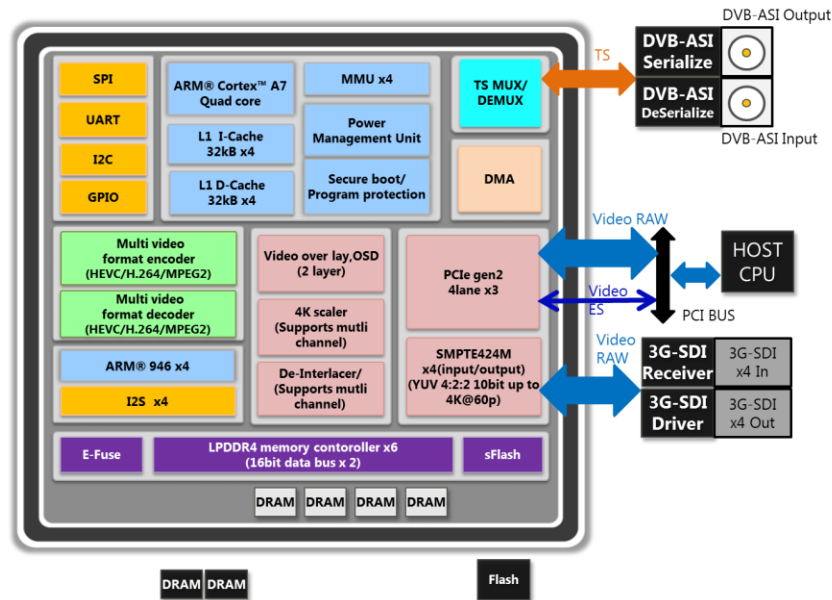 DVB-ASI Output
SPI
UART
I2C
GPIO
ARM® Cortex™ A7
Quad core
L1 I-Cache
32kB x4
L1 D-Cache
32kB x4
MMU x4
Power
Management Unit
Secure boot/
Program protection
TS MUX/
DEMUX
DMA
TS
DVB-ASI
Serialize
DVB-ASI
DeSerialize
DVB-ASI Input
Multi video
format encoder
(HEVC/H.264/MPEG2)
Multi video
format decoder
(HEVC/H.264/MPEG2)
ARM® 946 x4
I2S x4
Video over lay,OSD
(2 layer)
4K scaler
(Supports mutli
channel)
De-Interlacer/
(Supports mutli
channel)
PCIe gen2
4lane x3
SMPTE424M
x4(input/output)
(YUV 4:2:2 10bit up to
4K@60p)
Video RAW
Video
ES
PCI BUS
HOST
CPU
Video
RAW
3G-SDI
Receiver
3G-SDI
x4 In
3G-SDI
Driver
3G-SDI
x4 Out
E-Fuse
LPDDR4 memory contoroller x6
(16bit data bus x 2)
sFlash
DRAM DRAM DRAM DRAM
DRAM DRAM
Flash